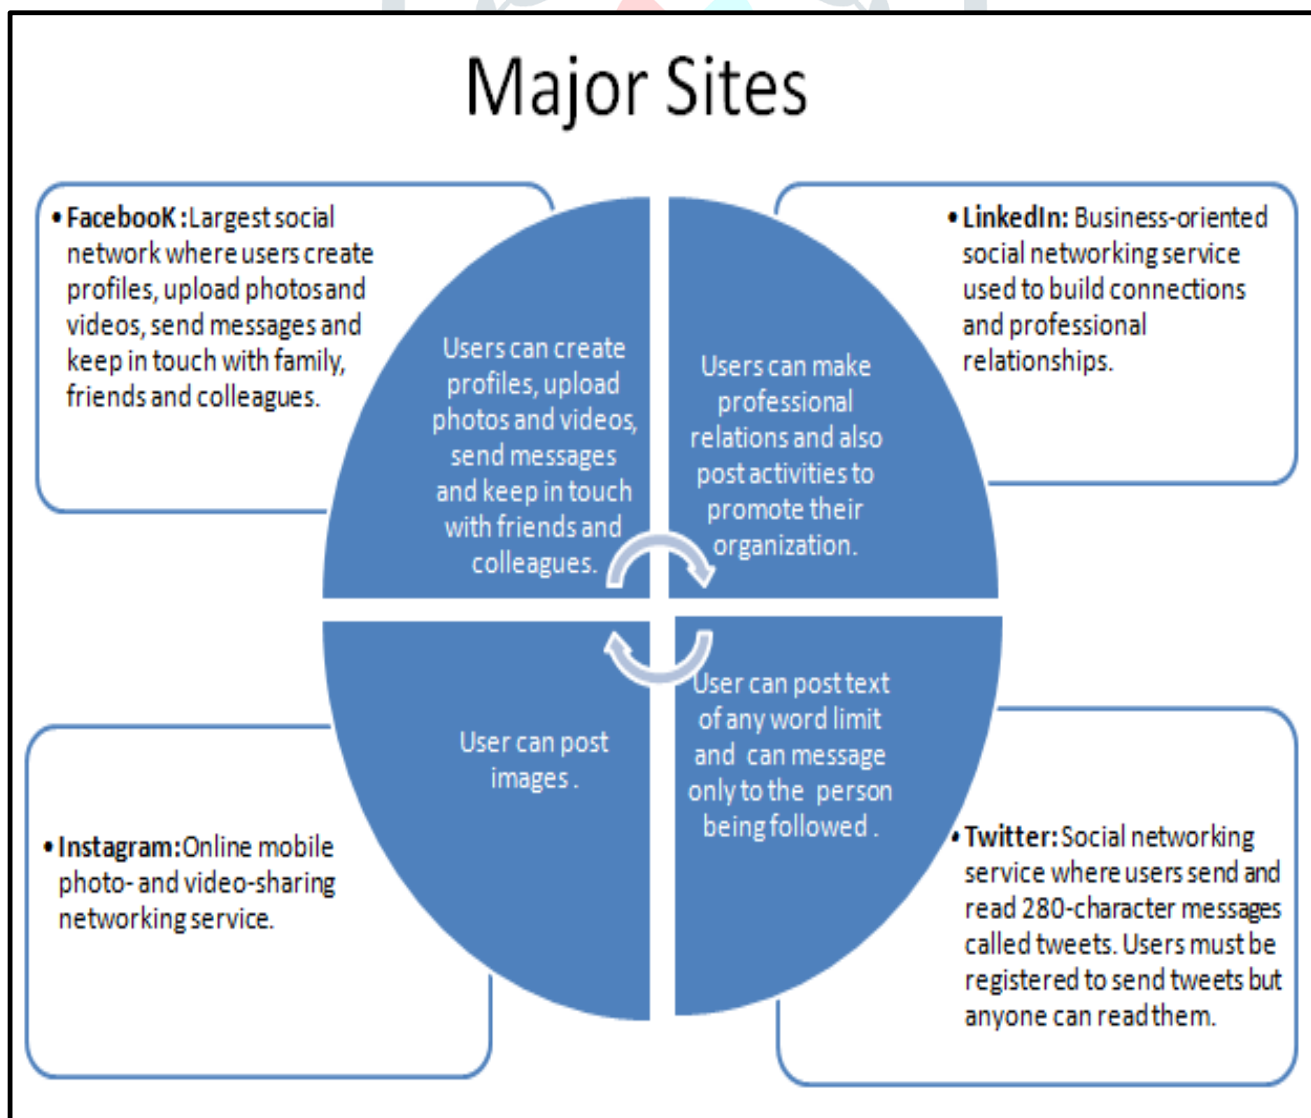 Major Sites
• FacebooK :Largest social
network where users create
profiles, upload photos and
videos, send messages and
keep in touch with family,
friends and colleagues.
Users can create
profiles, upload
photos and videos,
send messages
and keep in touch
with friends and
colleagues.
Users can make
professional
relations and also
post activities to
promote their
organization.
• LinkedIn: Business-oriented
social networking service
used to build connections
and professional
relationships.
• Instagram:Online mobile
photo- and video-sharing
networking service.
User can post
images .
User can post text
of any word limit
and can message
only to the person
being followed .
• Twitter: Social networking
service where users send and
read 280-character messages
called tweets. Users must be
registered to send tweets but
anyone can read them.